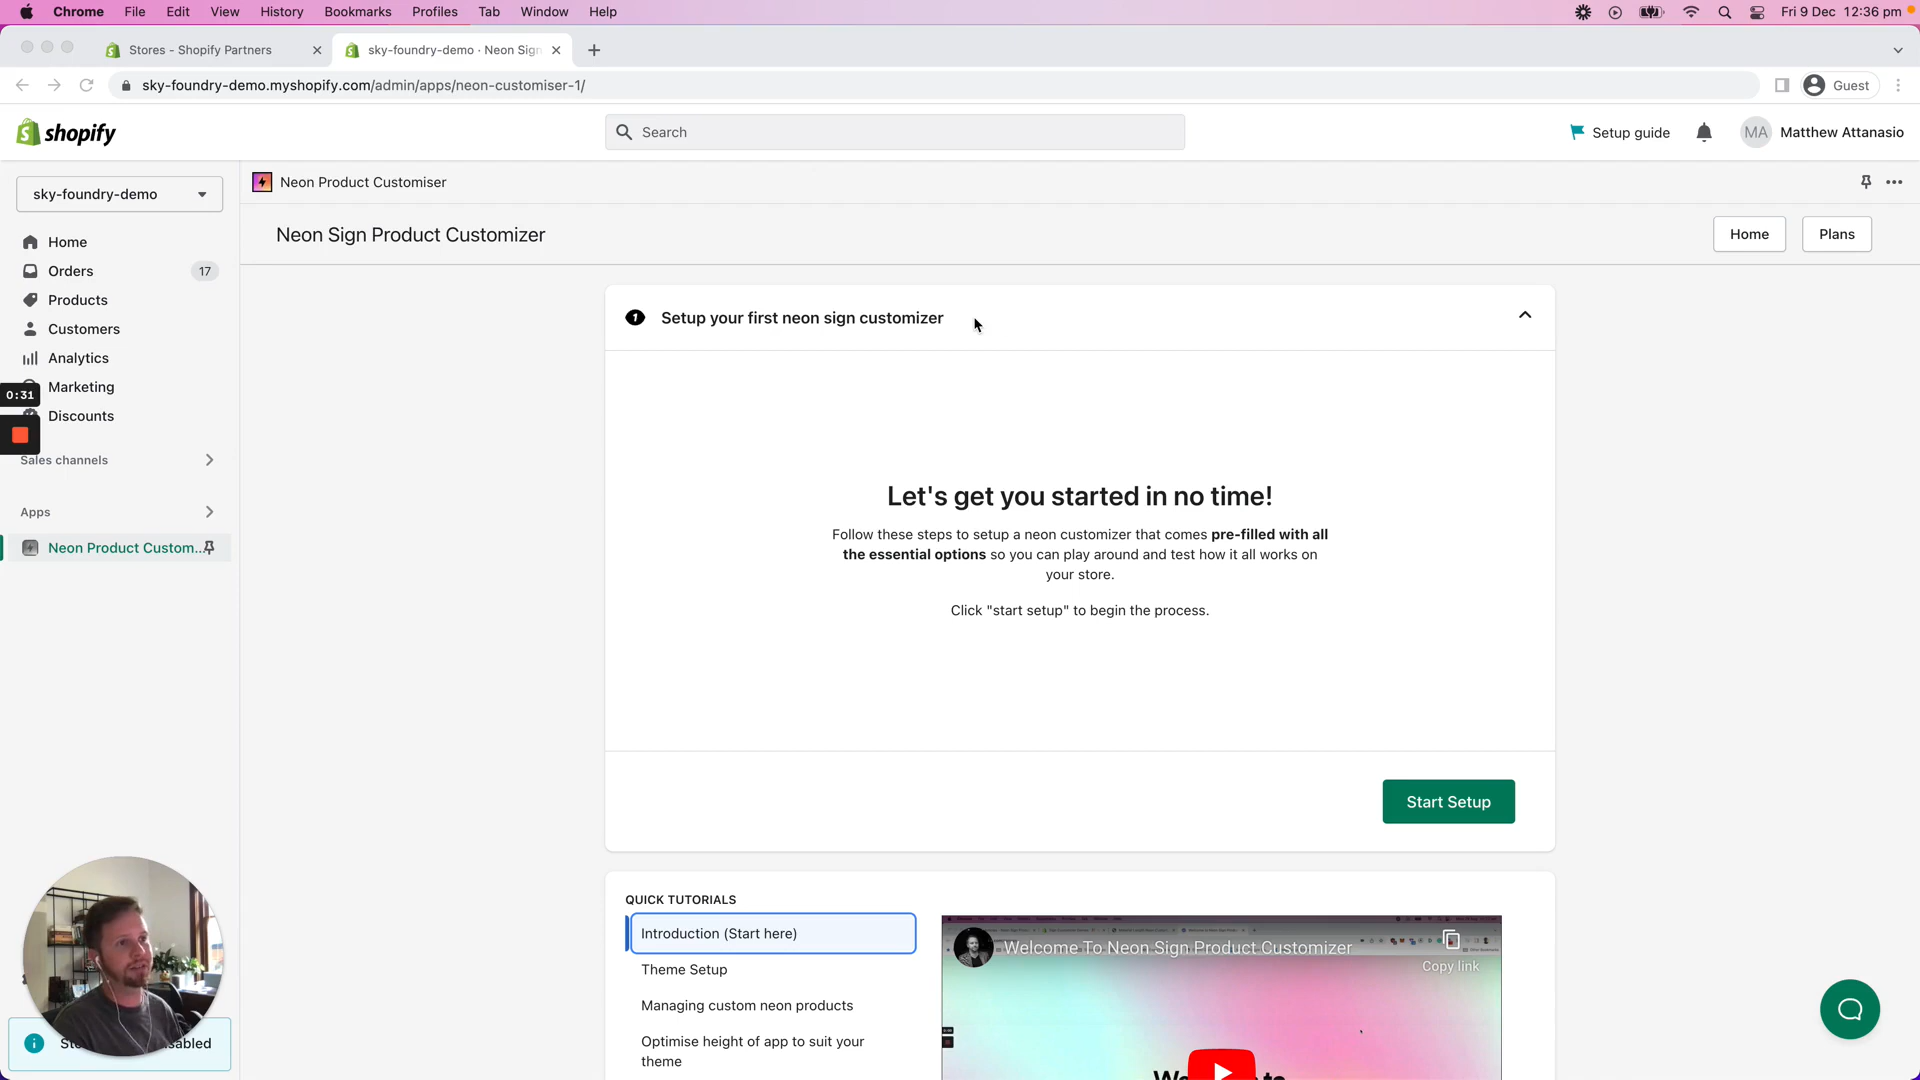 Chrome File Edit View History Bookmarks Profiles Tab Window Help Fri 9 Dec 12:36 pm
Stores - Shopify Partners sky-foundry-demo · Neon Sign
sky-foundry-demo.myshopify.com/admin/apps/neon-customiser-1/ Guest
shopify Search Setup guide MA Matthew Attanasio
sky-foundry-demo
Neon Product Customiser
Neon Sign Product Customizer Home Plans
Home
Orders 17
Products
Customers
Analytics
Marketing
0:31
Discounts
Sales channels
Apps
Neon Product Custom...
1 Setup your first neon sign customizer
Let's get you started in no time!
Follow these steps to setup a neon customizer that comes pre-filled with all
the essential options so you can play around and test how it all works on
your store.
Click "start setup" to begin the process.
Start Setup
QUICK TUTORIALS
Introduction (Start here)
Theme Setup
Managing custom neon products
Optimise height of app to suit your
theme
Welcome To Neon Sign Product Customizer
Copy link